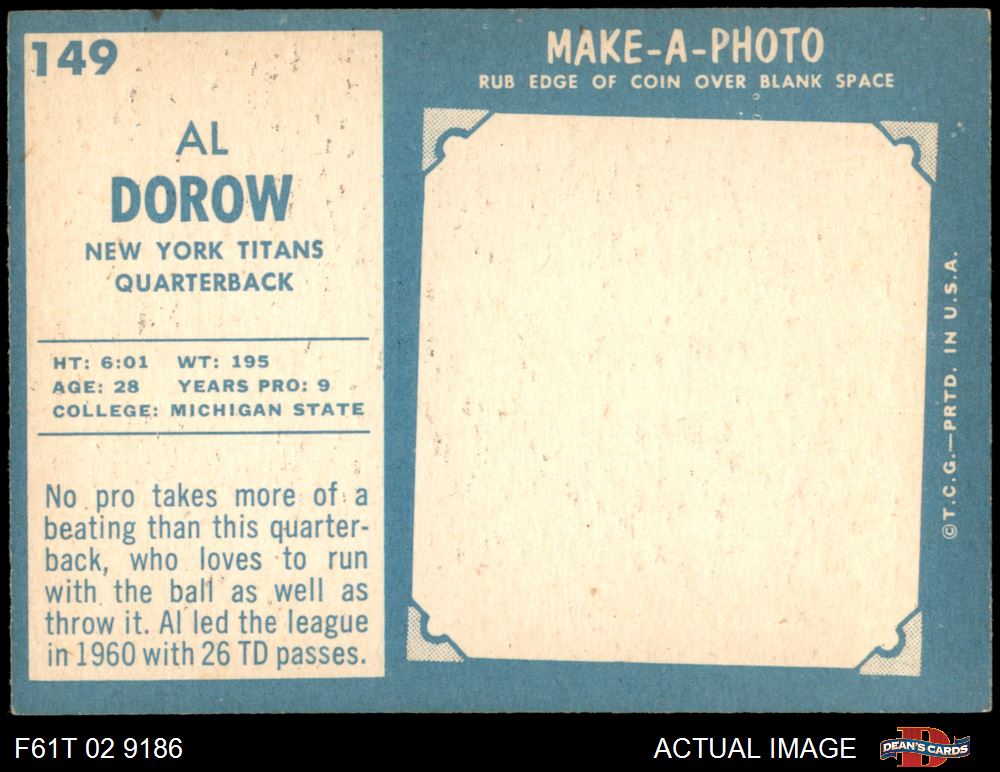 149
AL
DOROW
NEW YORK TITANS
QUARTERBACK
HT: 6:01 WT: 195
AGE: 28 YEARS PRO: 9
COLLEGE: MICHIGAN STATE
No pro takes more of a
beating than this quarter-
back, who loves to run
with the ball as well as
throw it. Al led the league
in 1960 with 26 TD passes.
MAKE-A-PHOTO
RUB EDGE OF COIN OVER BLANK SPACE
©T.C.G.—PRTD. IN U.S.A.
F61T 02 9186
ACTUAL IMAGE
D
DEAN'S CARDS